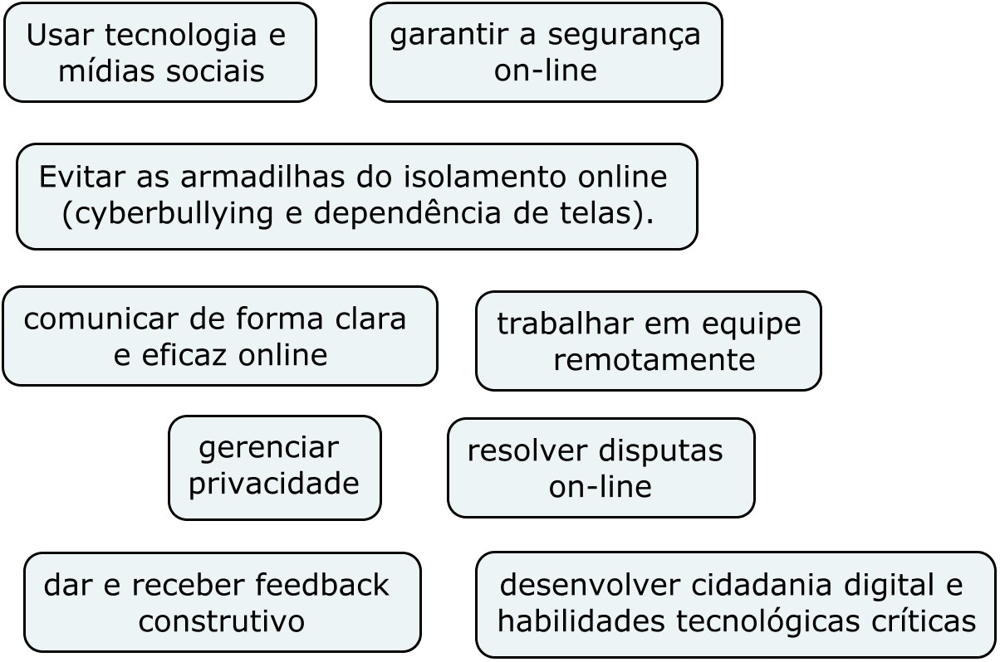 Usar tecnologia e
mídias sociais
garantir a segurança
on-line
Evitar as armadilhas do isolamento online
(cyberbullying e dependência de telas).
comunicar de forma clara
e eficaz online
trabalhar em equipe
remotamente
gerenciar
privacidade
resolver disputas
on-line
dar e receber feedback
construtivo
desenvolver cidadania digital e
habilidades tecnológicas críticas